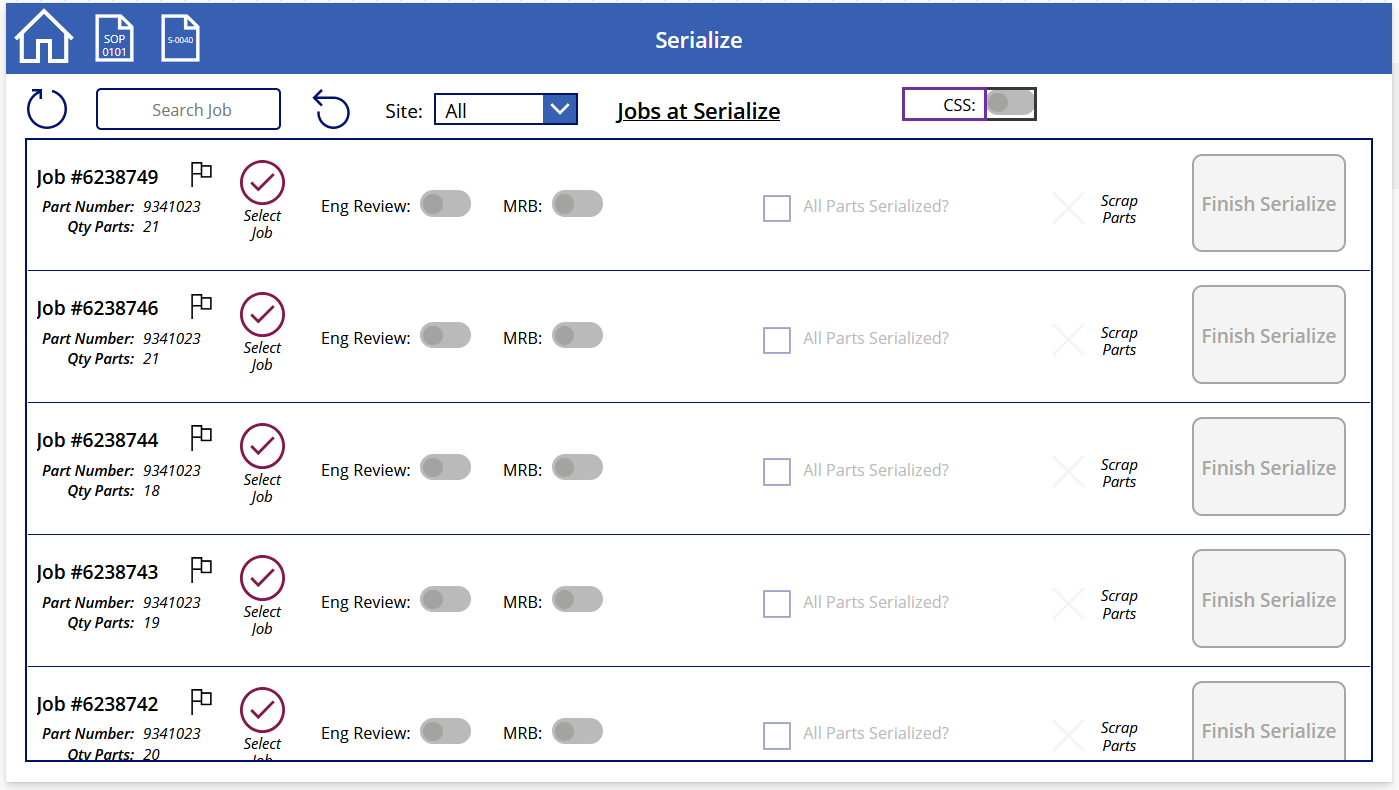 SOP
0101
S-0040
Serialize
Search Job
Site:
All
Jobs at Serialize
CSS:
Job #6238749
Part Number: 9341023
Qty Parts: 21
Select
Job
Eng Review:
MRB:
All Parts Serialized?
Scrap
Parts
Finish Serialize
Job #6238746
Part Number: 9341023
Qty Parts: 21
Select
Job
Eng Review:
MRB:
All Parts Serialized?
Scrap
Parts
Finish Serialize
Job #6238744
Part Number: 9341023
Qty Parts: 18
Select
Job
Eng Review:
MRB:
All Parts Serialized?
Scrap
Parts
Finish Serialize
Job #6238743
Part Number: 9341023
Qty Parts: 19
Select
Job
Eng Review:
MRB:
All Parts Serialized?
Scrap
Parts
Finish Serialize
Job #6238742
Part Number: 9341023
Qty Parts: 20
Select
Job
Eng Review:
MRB:
All Parts Serialized?
Scrap
Parts
Finish Serialize